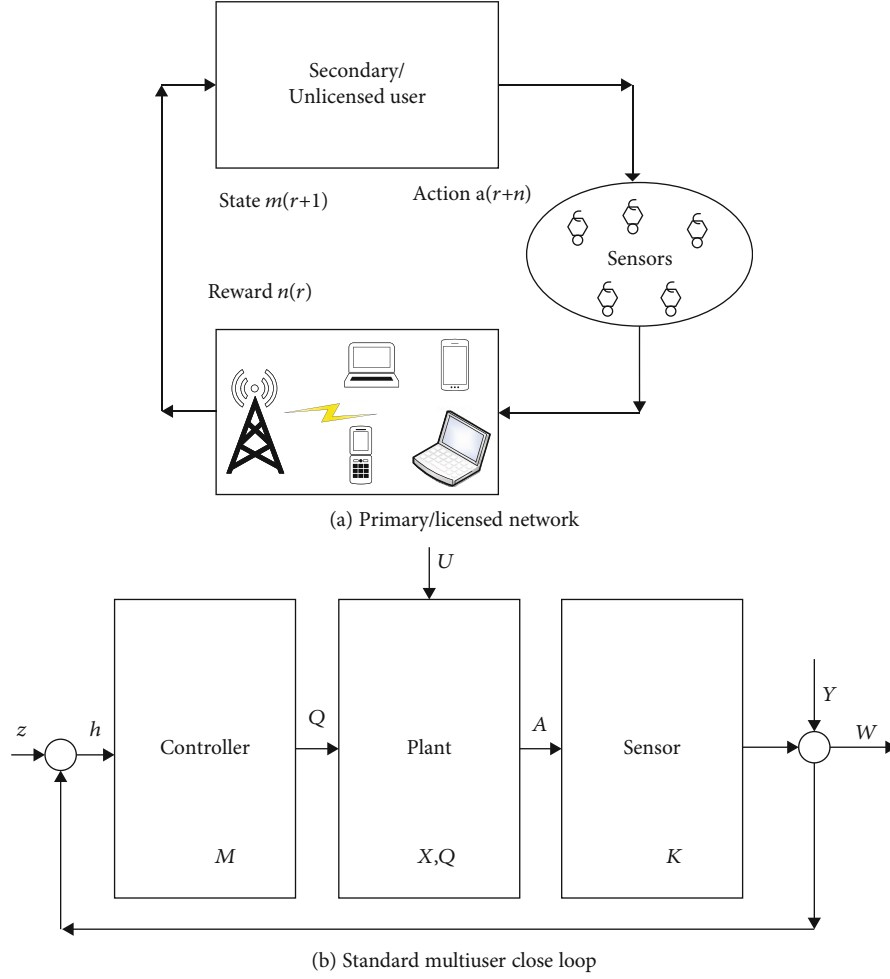 Secondary/
Unlicensed user
State m(r+1)
Action a(r+n)
Sensors
Reward n(r)
(a) Primary/licensed network
U
Y
z
h
Q
A
W
Controller
Plant
Sensor
M
X,Q
K
(b) Standard multiuser close loop